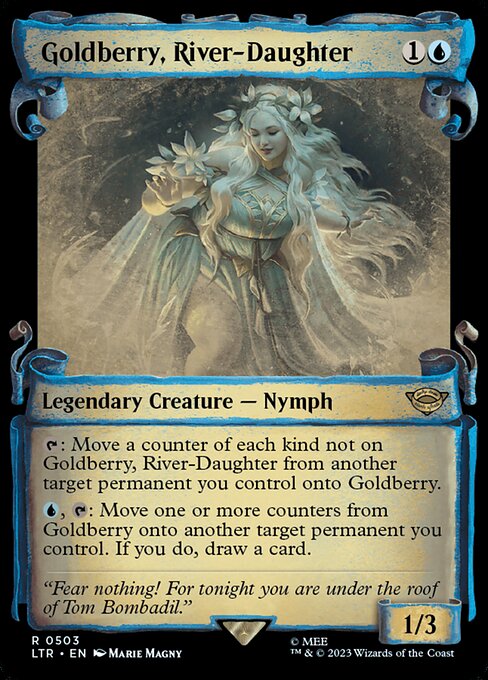 Goldberry, River-Daughter 1
Legendary Creature — Nymph
: Move a counter of each kind not on
Goldberry, River-Daughter from another
target permanent you control onto Goldberry.
, : Move one or more counters from
Goldberry onto another target permanent you
control. If you do, draw a card.
“Fear nothing! For tonight you are under the roof
of Tom Bombadil.”
1/3
R 0503
LTR • EN Marie Magny
© MEE
™ & © 2023 Wizards of the Coast